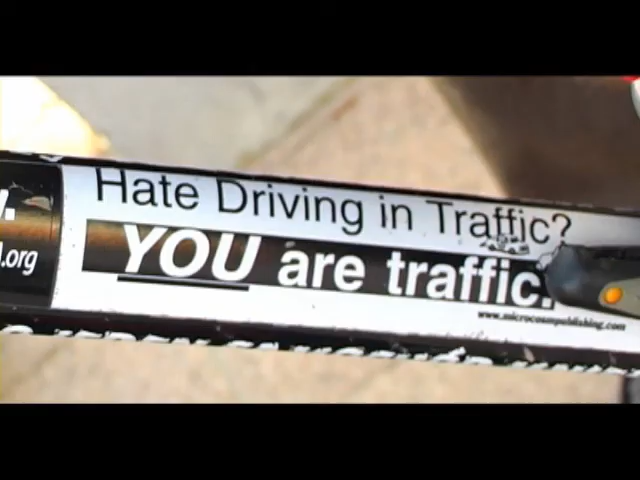 Hate Driving in Traffic?
YOU are traffic.
www.microcosmpublishing.com
.org